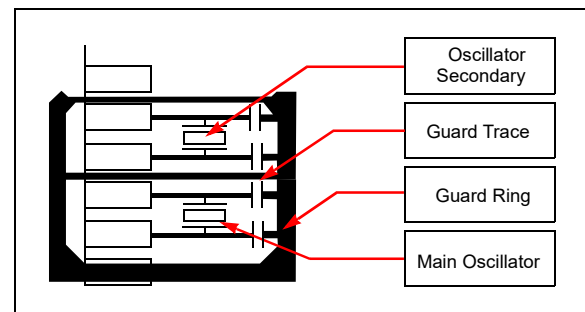 Oscillator
Secondary
Guard Trace
Guard Ring
Main Oscillator